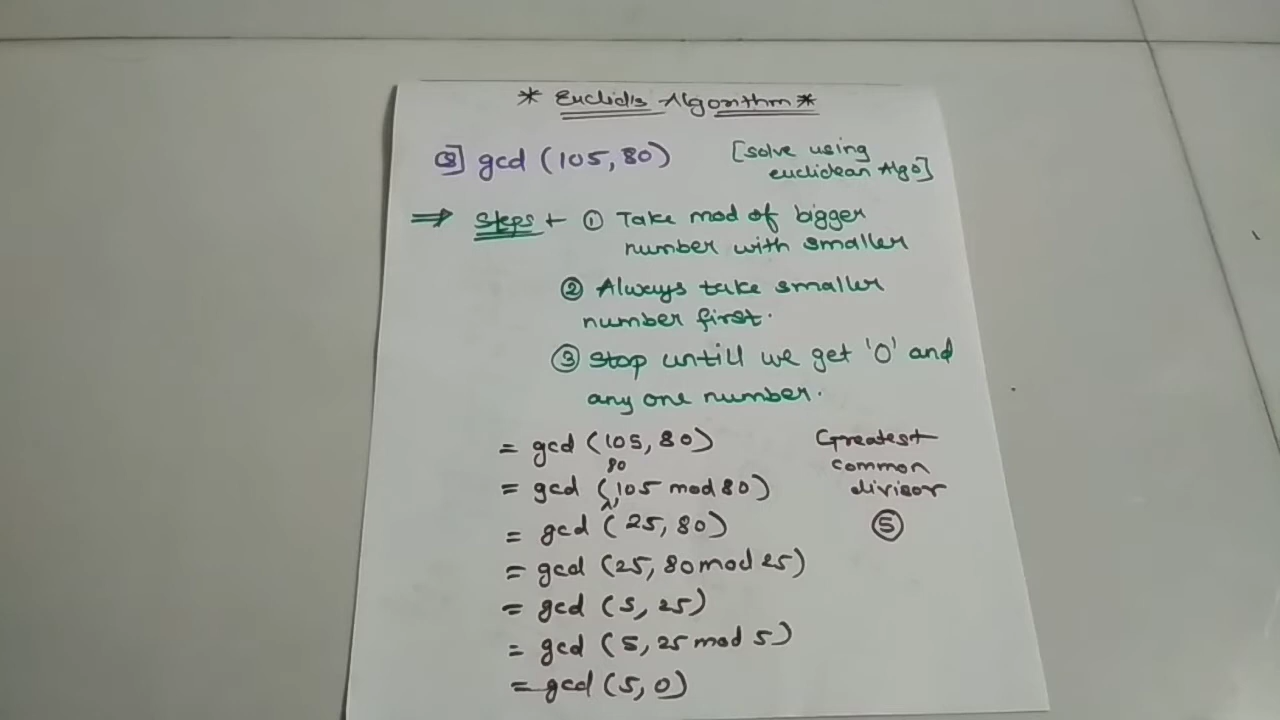 * Euclid's Algorithm *
Q] gcd (105, 80) [solve using
euclidean Algo]
⇒ Steps ① Take mod of bigger
number with smaller
② Always take smaller
number first.
③ Stop untill we get '0' and
any one number.
= gcd (105, 80)
80
= gcd (105 mod 80)
= gcd (25, 80)
= gcd (25, 80 mod 25)
= gcd (5, 25)
= gcd (5, 25 mod 5)
= gcd (5, 0)
Greatest
common
divisor
⑤